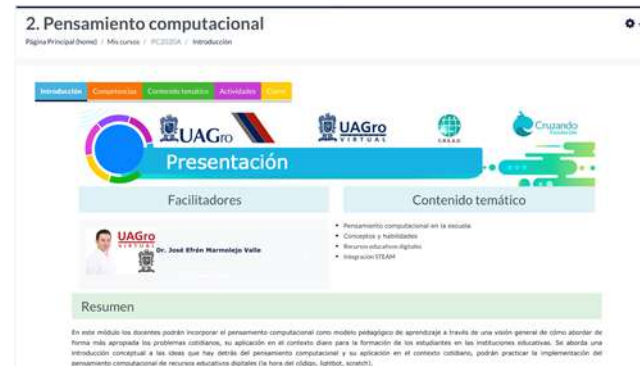 2. Pensamiento computacional
Página Principal (home) / Mis cursos / PC2020A / Introducción
Introducción Competencias Contenido temático Actividades Cierre
UAGro
UAGro
VIRTUAL
CREAD
Cruzando
Presentación
Facilitadores
Contenido temático
UAGro
VIRTUAL
Dr. José Efrén Marmolejo Valle
Pensamiento computacional en la escuela
Conceptos y habilidades
Recursos educativos digitales
Integración STEAM
Resumen
En este módulo los docentes podrán incorporar el pensamiento computacional como modelo pedagógico de aprendizaje a través de una visión general de cómo abordar de
forma más apropiada los problemas cotidianos, su aplicación en el contexto diario para la formación de los estudiantes en las instituciones educativas. Se aborda una
introducción conceptual a las ideas que hay detrás del pensamiento computacional y su aplicación en el contexto cotidiano, podrán practicar la implementación del
pensamiento computacional de recursos educativos digitales (la hora del código, lightbot, scratch).